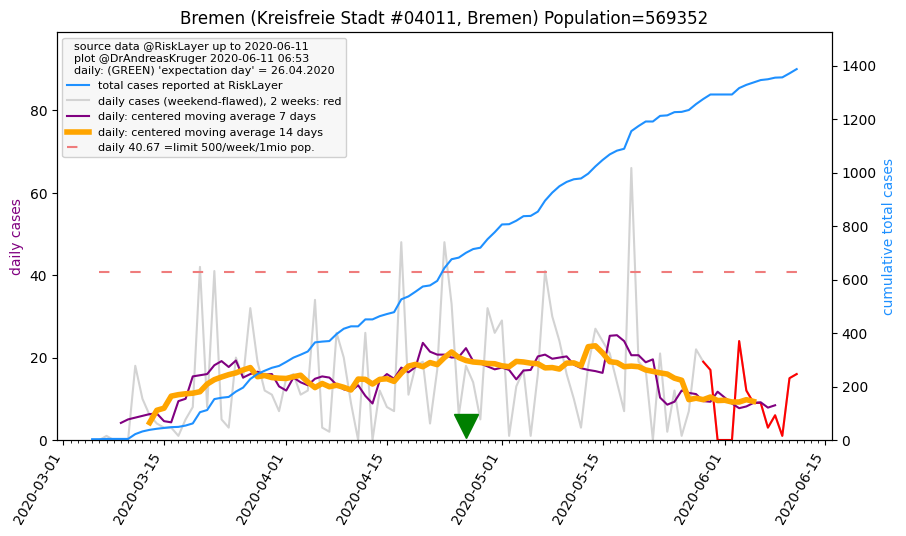 Bremen (Kreisfreie Stadt #04011, Bremen) Population=569352
source data @RiskLayer up to 2020-06-11
plot @DrAndreasKruger 2020-06-11 06:53
daily: (GREEN) 'expectation day' = 26.04.2020
total cases reported at RiskLayer
daily cases (weekend-flawed), 2 weeks: red
daily: centered moving average 7 days
daily: centered moving average 14 days
daily 40.67 =limit 500/week/1mio pop.
daily cases
80
60
40
20
0
1400
1200
1000
800
600
400
200
0
cumulative total cases
2020-03-01
2020-03-15
2020-04-01
2020-04-15
2020-05-01
2020-05-15
2020-06-01
2020-06-15